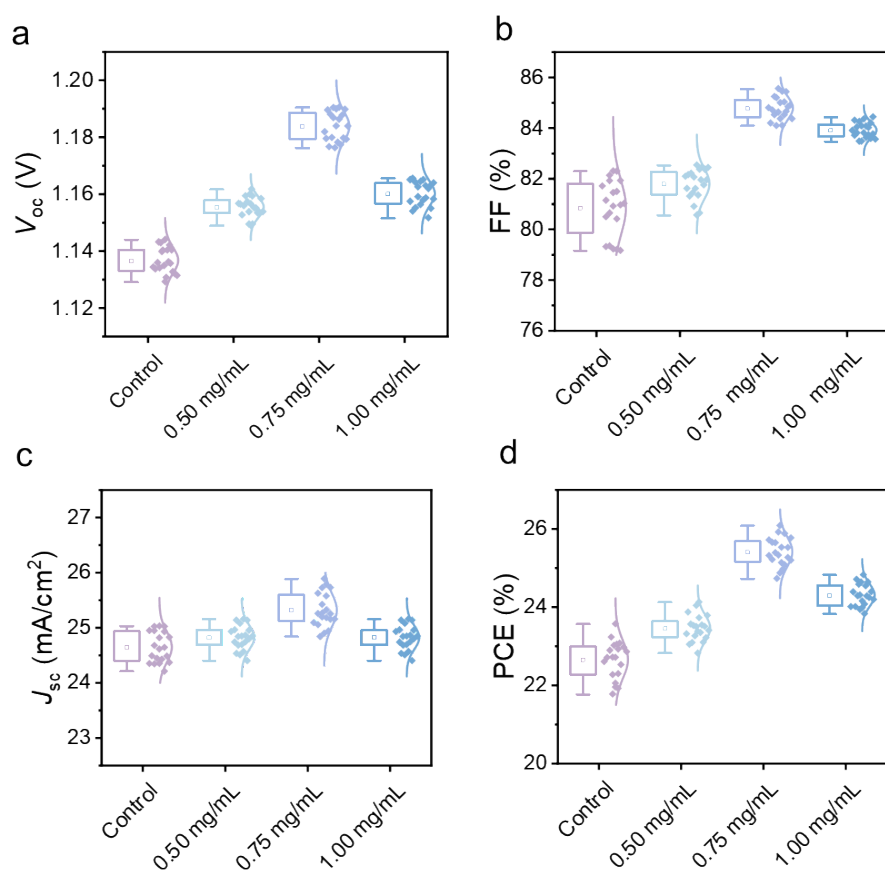 a
1.20
1.18
1.16
1.14
1.12
Voc (V)
Control
0.50 mg/mL
0.75 mg/mL
1.00 mg/mL
b
86
84
82
80
78
76
FF (%)
Control
0.50 mg/mL
0.75 mg/mL
1.00 mg/mL
c
27
26
25
24
23
Jsc (mA/cm²)
Control
0.50 mg/mL
0.75 mg/mL
1.00 mg/mL
d
26
24
22
20
PCE (%)
Control
0.50 mg/mL
0.75 mg/mL
1.00 mg/mL